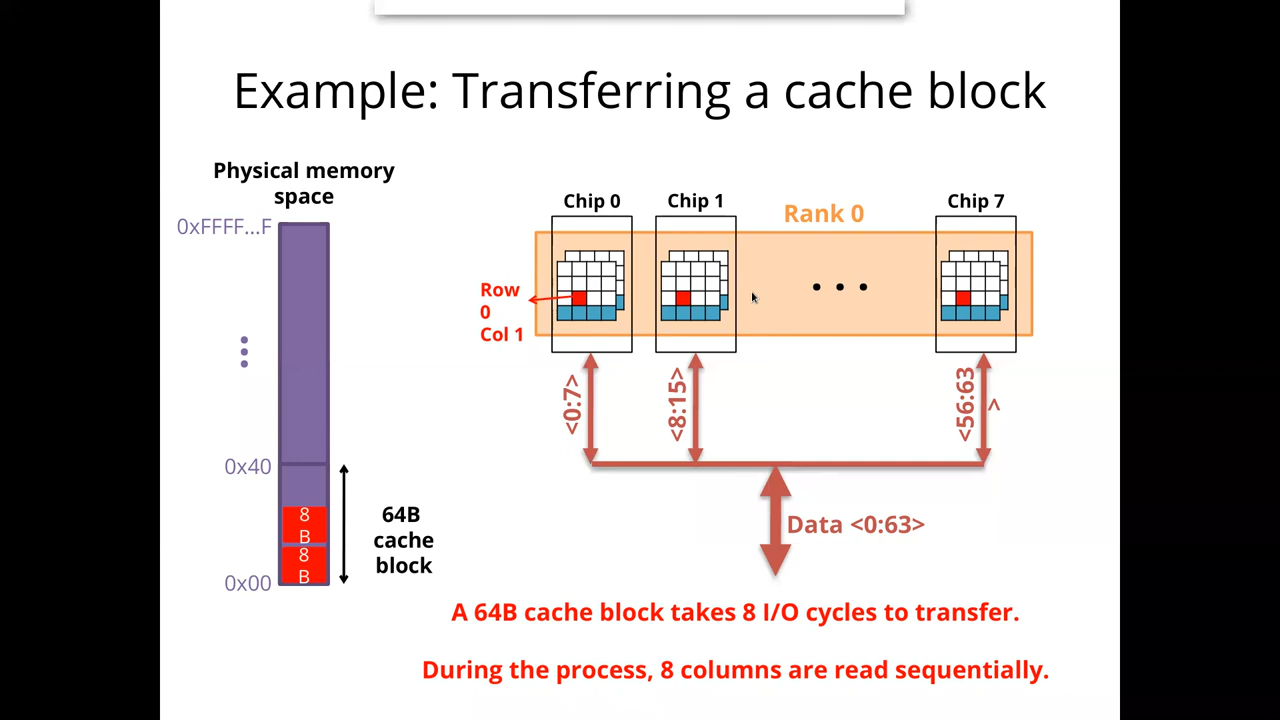 Example: Transferring a cache block
Physical memory
space
0xFFFF...F
0x40
0x00
8
B
8
B
64B
cache
block
Chip 0
Chip 1
Rank 0
Chip 7
Row
0
Col 1
<0:7>
<8:15>
<56:63
>
Data <0:63>
A 64B cache block takes 8 I/O cycles to transfer.
During the process, 8 columns are read sequentially.